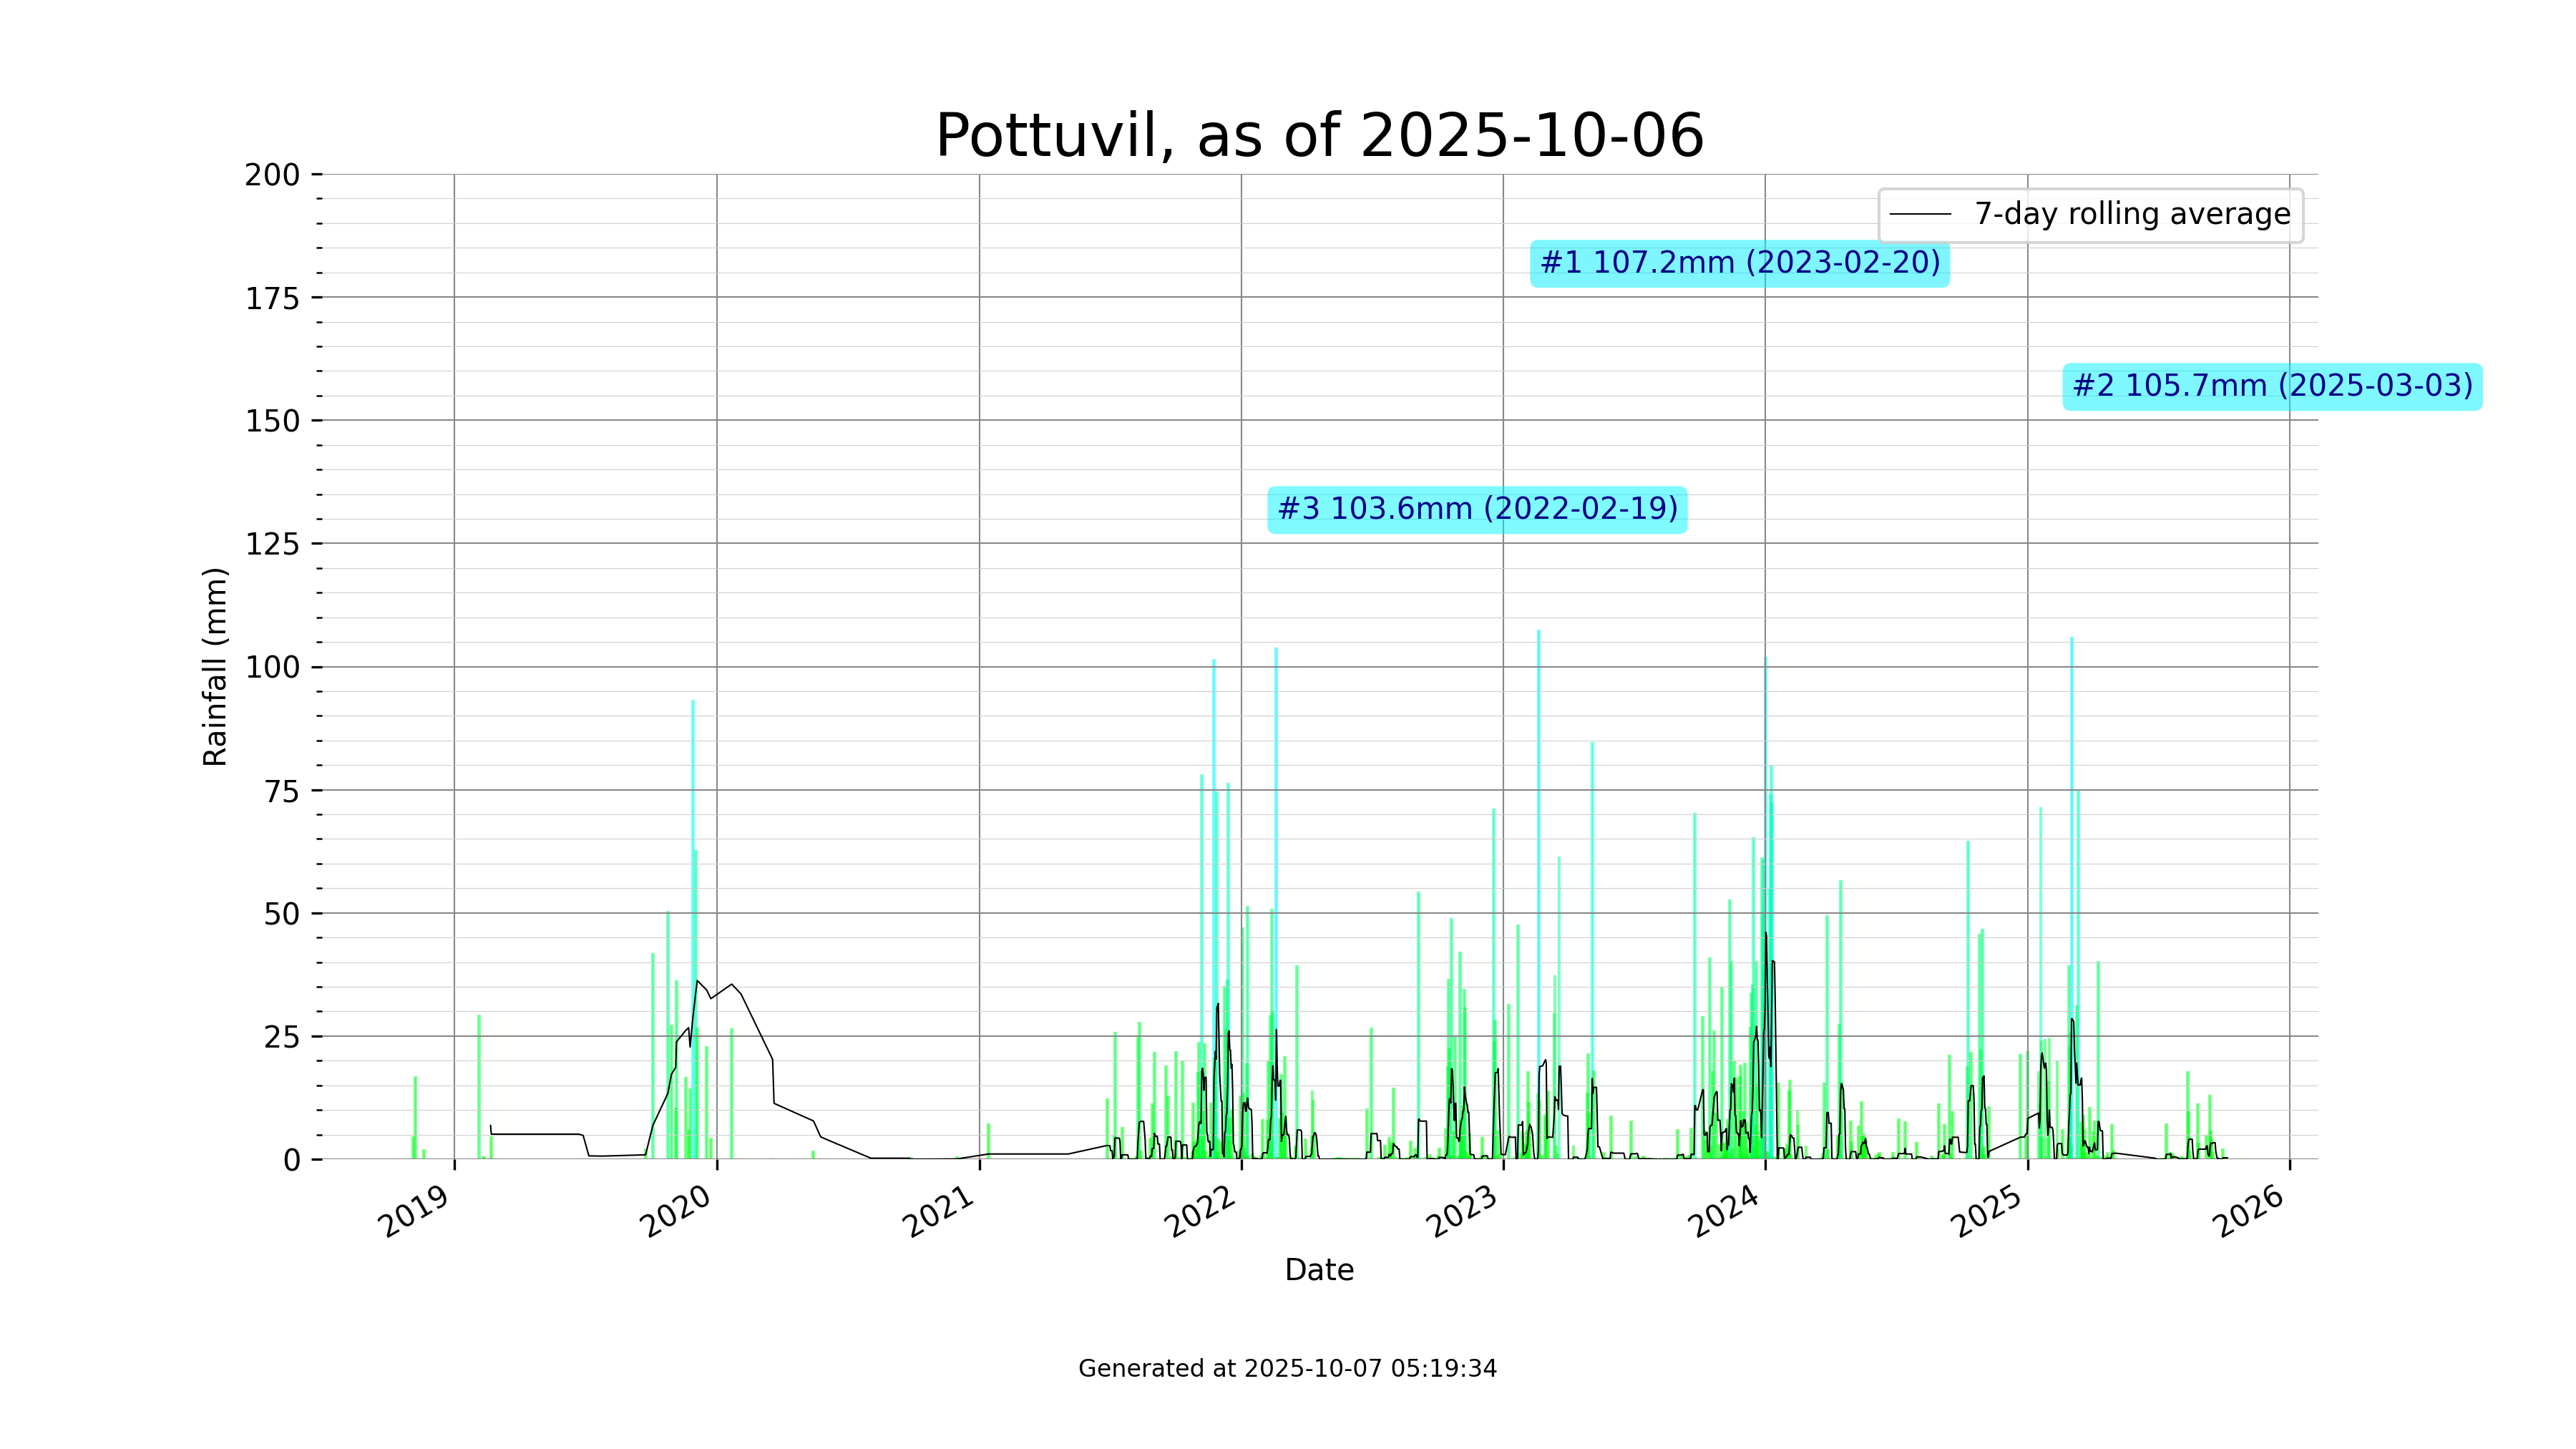 Pottuvil, as of 2025-10-06
200
175
150
125
100
75
50
25
0
Rainfall (mm)
7-day rolling average
#1 107.2mm (2023-02-20)
#2 105.7mm (2025-03-03)
#3 103.6mm (2022-02-19)
2019
2020
2021
2022
2023
2024
2025
2026
Date
Generated at 2025-10-07 05:19:34